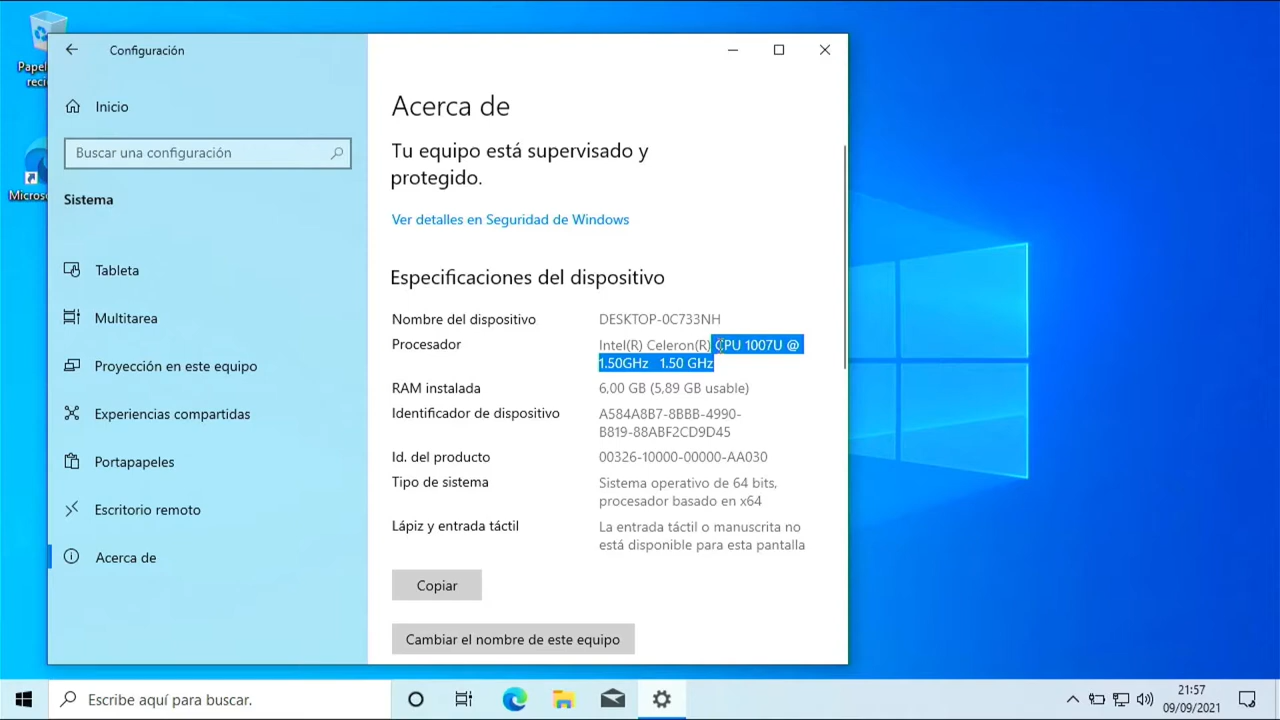 Papel
reci
Micros
Configuración
Inicio
Buscar una configuración
Sistema
Tableta
Multitarea
Proyección en este equipo
Experiencias compartidas
Portapapeles
Escritorio remoto
Acerca de
Acerca de
Tu equipo está supervisado y
protegido.
Ver detalles en Seguridad de Windows
Especificaciones del dispositivo
Nombre del dispositivo DESKTOP-0C733NH
Procesador Intel(R) Celeron(R) CPU 1007U @
1.50GHz 1.50 GHz
RAM instalada 6,00 GB (5,89 GB usable)
Identificador de dispositivo A584A8B7-8BBB-4990-
B819-88ABF2CD9D45
Id. del producto 00326-10000-00000-AA030
Tipo de sistema Sistema operativo de 64 bits,
procesador basado en x64
Lápiz y entrada táctil La entrada táctil o manuscrita no
está disponible para esta pantalla
Copiar
Cambiar el nombre de este equipo
Escribe aquí para buscar.
21:57
09/09/2021